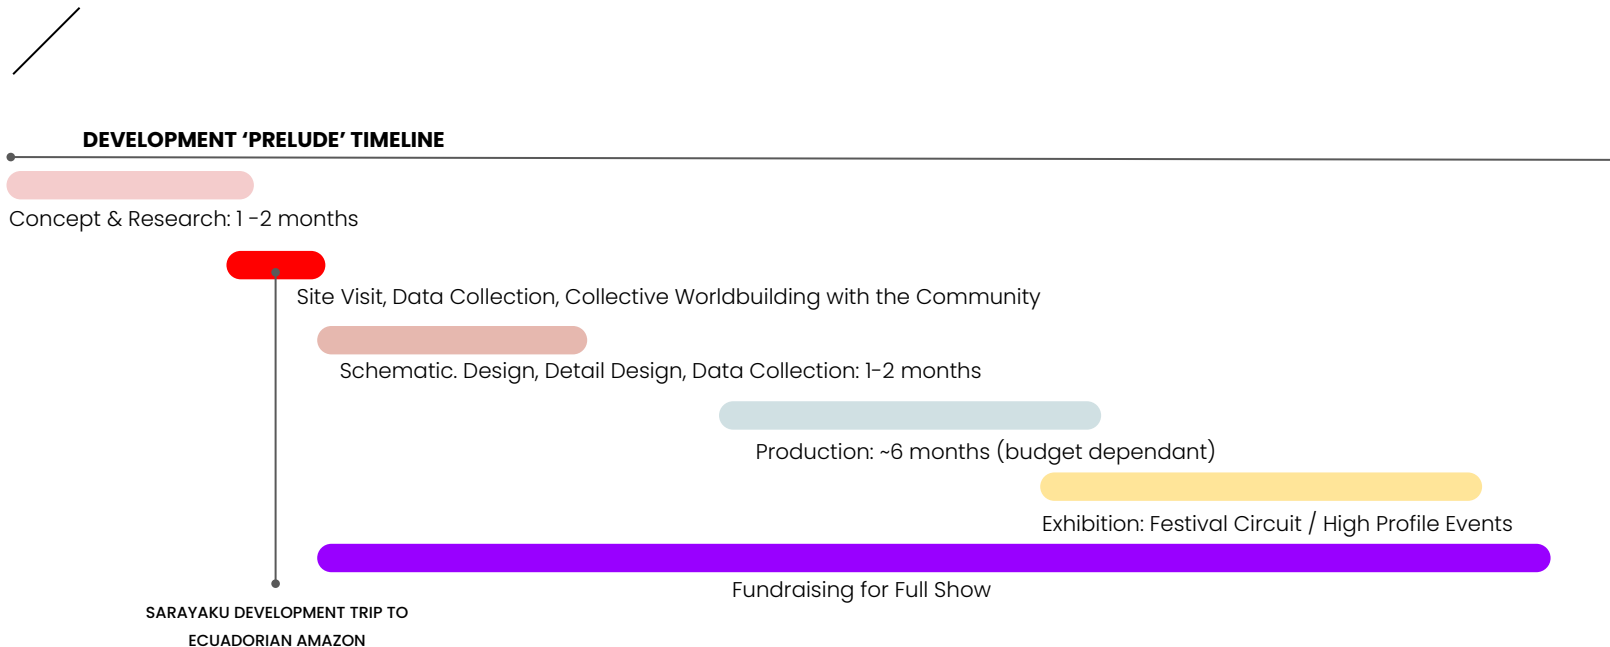 DEVELOPMENT ‘PRELUDE’ TIMELINE
Concept & Research: 1 -2 months
Site Visit, Data Collection, Collective Worldbuilding with the Community
Schematic. Design, Detail Design, Data Collection: 1-2 months
Production: ~6 months (budget dependant)
Exhibition: Festival Circuit / High Profile Events
Fundraising for Full Show
SARAYAKU DEVELOPMENT TRIP TO
ECUADORIAN AMAZON